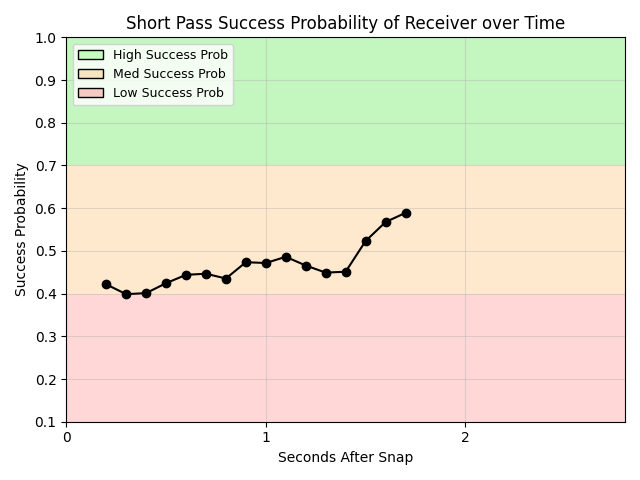 Short Pass Success Probability of Receiver over Time
High Success Prob
Med Success Prob
Low Success Prob
Success Probability
1.0
0.9
0.8
0.7
0.6
0.5
0.4
0.3
0.2
0.1
0 1 2
Seconds After Snap